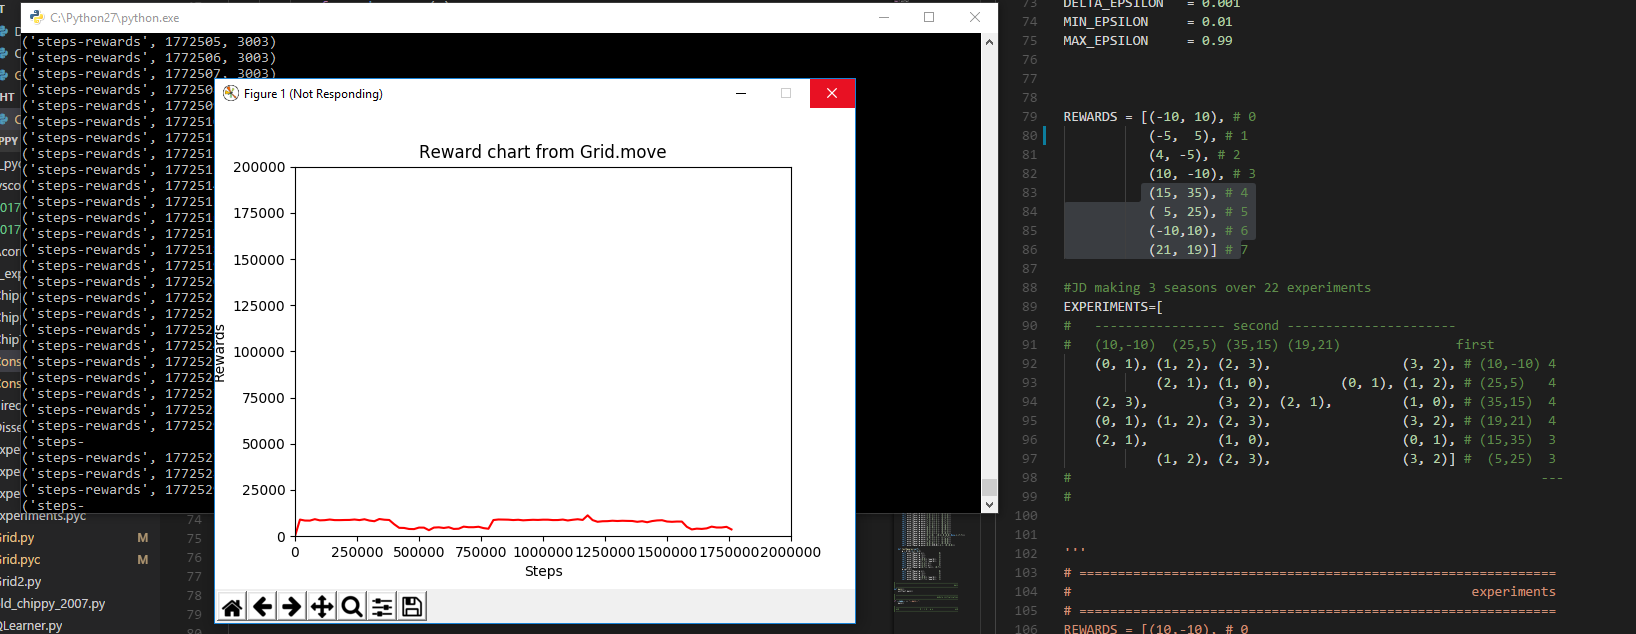 C:\Python27\python.exe
('steps-rewards', 1772505, 3003)
('steps-rewards', 1772506, 3003)
('steps-rewards', 1772507, 3003)
('steps-rewards', 177250
('steps-rewards', 177250
('steps-rewards', 177251
('steps-rewards', 177251
('steps-rewards', 177251
('steps-rewards', 177251
('steps-rewards', 177251
('steps-rewards', 177251
('steps-rewards', 177251
('steps-rewards', 177251
('steps-rewards', 177251
('steps-rewards', 177251
('steps-rewards', 177252
('steps-rewards', 177252
('steps-rewards', 177252
('steps-rewards', 177252
('steps-rewards', 177252
('steps-rewards', 177252
('steps-rewards', 177252
('steps-rewards', 177252
('steps-rewards', 177252
('steps-rewards', 177252
('steps-
('steps-rewards', 177252
('steps-rewards', 177252
('steps-rewards', 177252
('steps-
Figure 1 (Not Responding)
Reward chart from Grid.move
200000
175000
150000
125000
100000
75000
50000
25000
0
Rewards
0 250000 500000 750000 1000000 1250000 1500000 1750000 2000000
Steps
xperiments.pyc
Grid.py M
Grid.pyc M
Grid2.py
ld_chippy_2007.py
QLearner.py
74
75
76
77
78
79
80
73 DELTA_EPSILON = 0.001
74 MIN_EPSILON = 0.01
75 MAX_EPSILON = 0.99
76
77
78
79 REWARDS = [(-10, 10), # 0
80 (-5, 5), # 1
81 (4, -5), # 2
82 (10, -10), # 3
83 (15, 35), # 4
84 ( 5, 25), # 5
85 (-10,10), # 6
86 (21, 19)] # 7
87
88 #JD making 3 seasons over 22 experiments
89 EXPERIMENTS=[
90 # ----------------- second ----------------------
91 # (10,-10) (25,5) (35,15) (19,21) first
92 (0, 1), (1, 2), (2, 3), (3, 2), # (10,-10) 4
93 (2, 1), (1, 0), (0, 1), (1, 2), # (25,5) 4
94 (2, 3), (3, 2), (2, 1), (1, 0), # (35,15) 4
95 (0, 1), (1, 2), (2, 3), (3, 2), # (19,21) 4
96 (2, 1), (1, 0), (0, 1), # (15,35) 3
97 (1, 2), (2, 3), (3, 2)] # (5,25) 3
98 # ---
99 #
100
101
102 '''
103 # ==============================================================
104 # experiments
105 # ==============================================================
106 REWARDS = [(10,-10), # 0